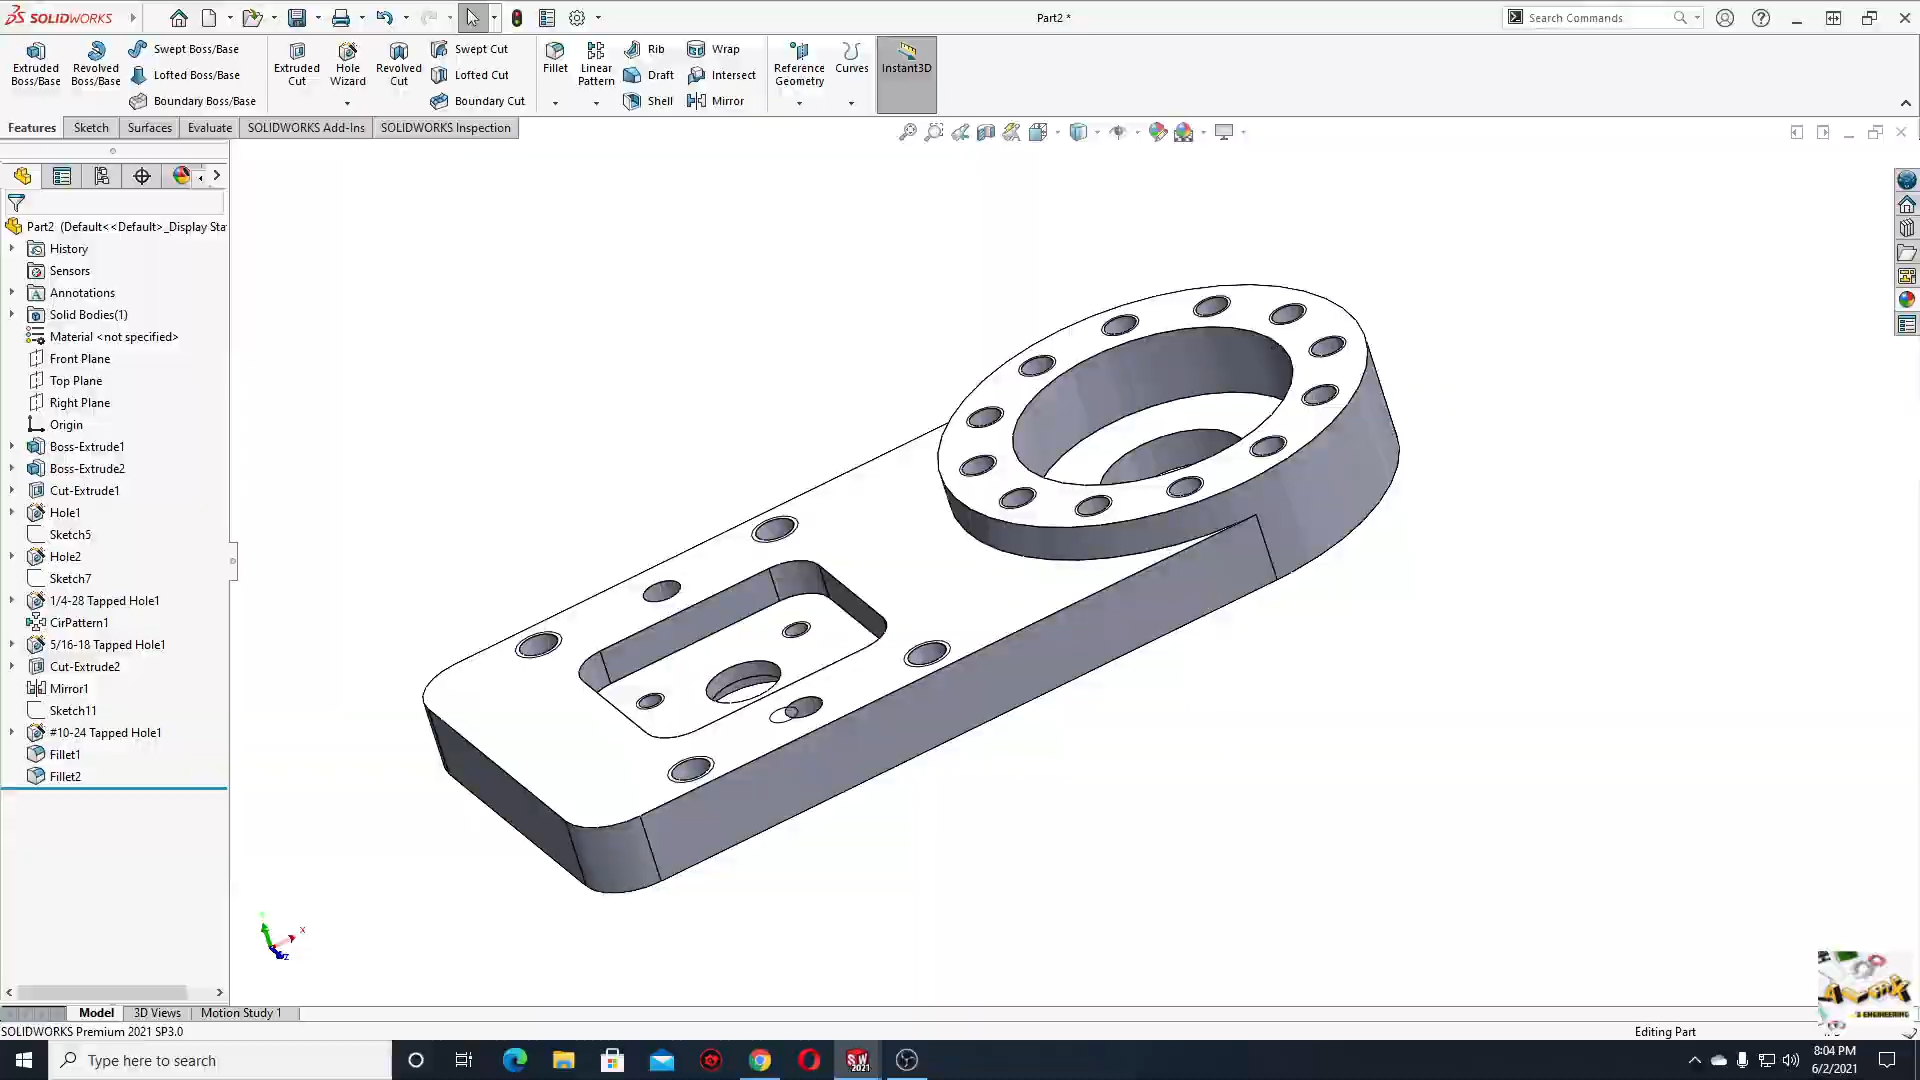 SOLIDWORKS
Part2 *
Search Commands
Extruded Boss/Base
Revolved Boss/Base
Swept Boss/Base
Lofted Boss/Base
Boundary Boss/Base
Extruded Cut
Hole Wizard
Revolved Cut
Swept Cut
Lofted Cut
Boundary Cut
Fillet
Linear Pattern
Rib
Draft
Shell
Wrap
Intersect
Mirror
Reference Geometry
Curves
Instant3D
Features
Sketch
Surfaces
Evaluate
SOLIDWORKS Add-Ins
SOLIDWORKS Inspection
Part2 (Default<<Default>_Display Sta
History
Sensors
Annotations
Solid Bodies(1)
Material <not specified>
Front Plane
Top Plane
Right Plane
Origin
Boss-Extrude1
Boss-Extrude2
Cut-Extrude1
Hole1
Sketch5
Hole2
Sketch7
1/4-28 Tapped Hole1
CirPattern1
5/16-18 Tapped Hole1
Cut-Extrude2
Mirror1
Sketch11
#10-24 Tapped Hole1
Fillet1
Fillet2
x
z
Model
3D Views
Motion Study 1
SOLIDWORKS Premium 2021 SP3.0
Editing Part
Type here to search
SW
2021
8:04 PM
6/2/2021